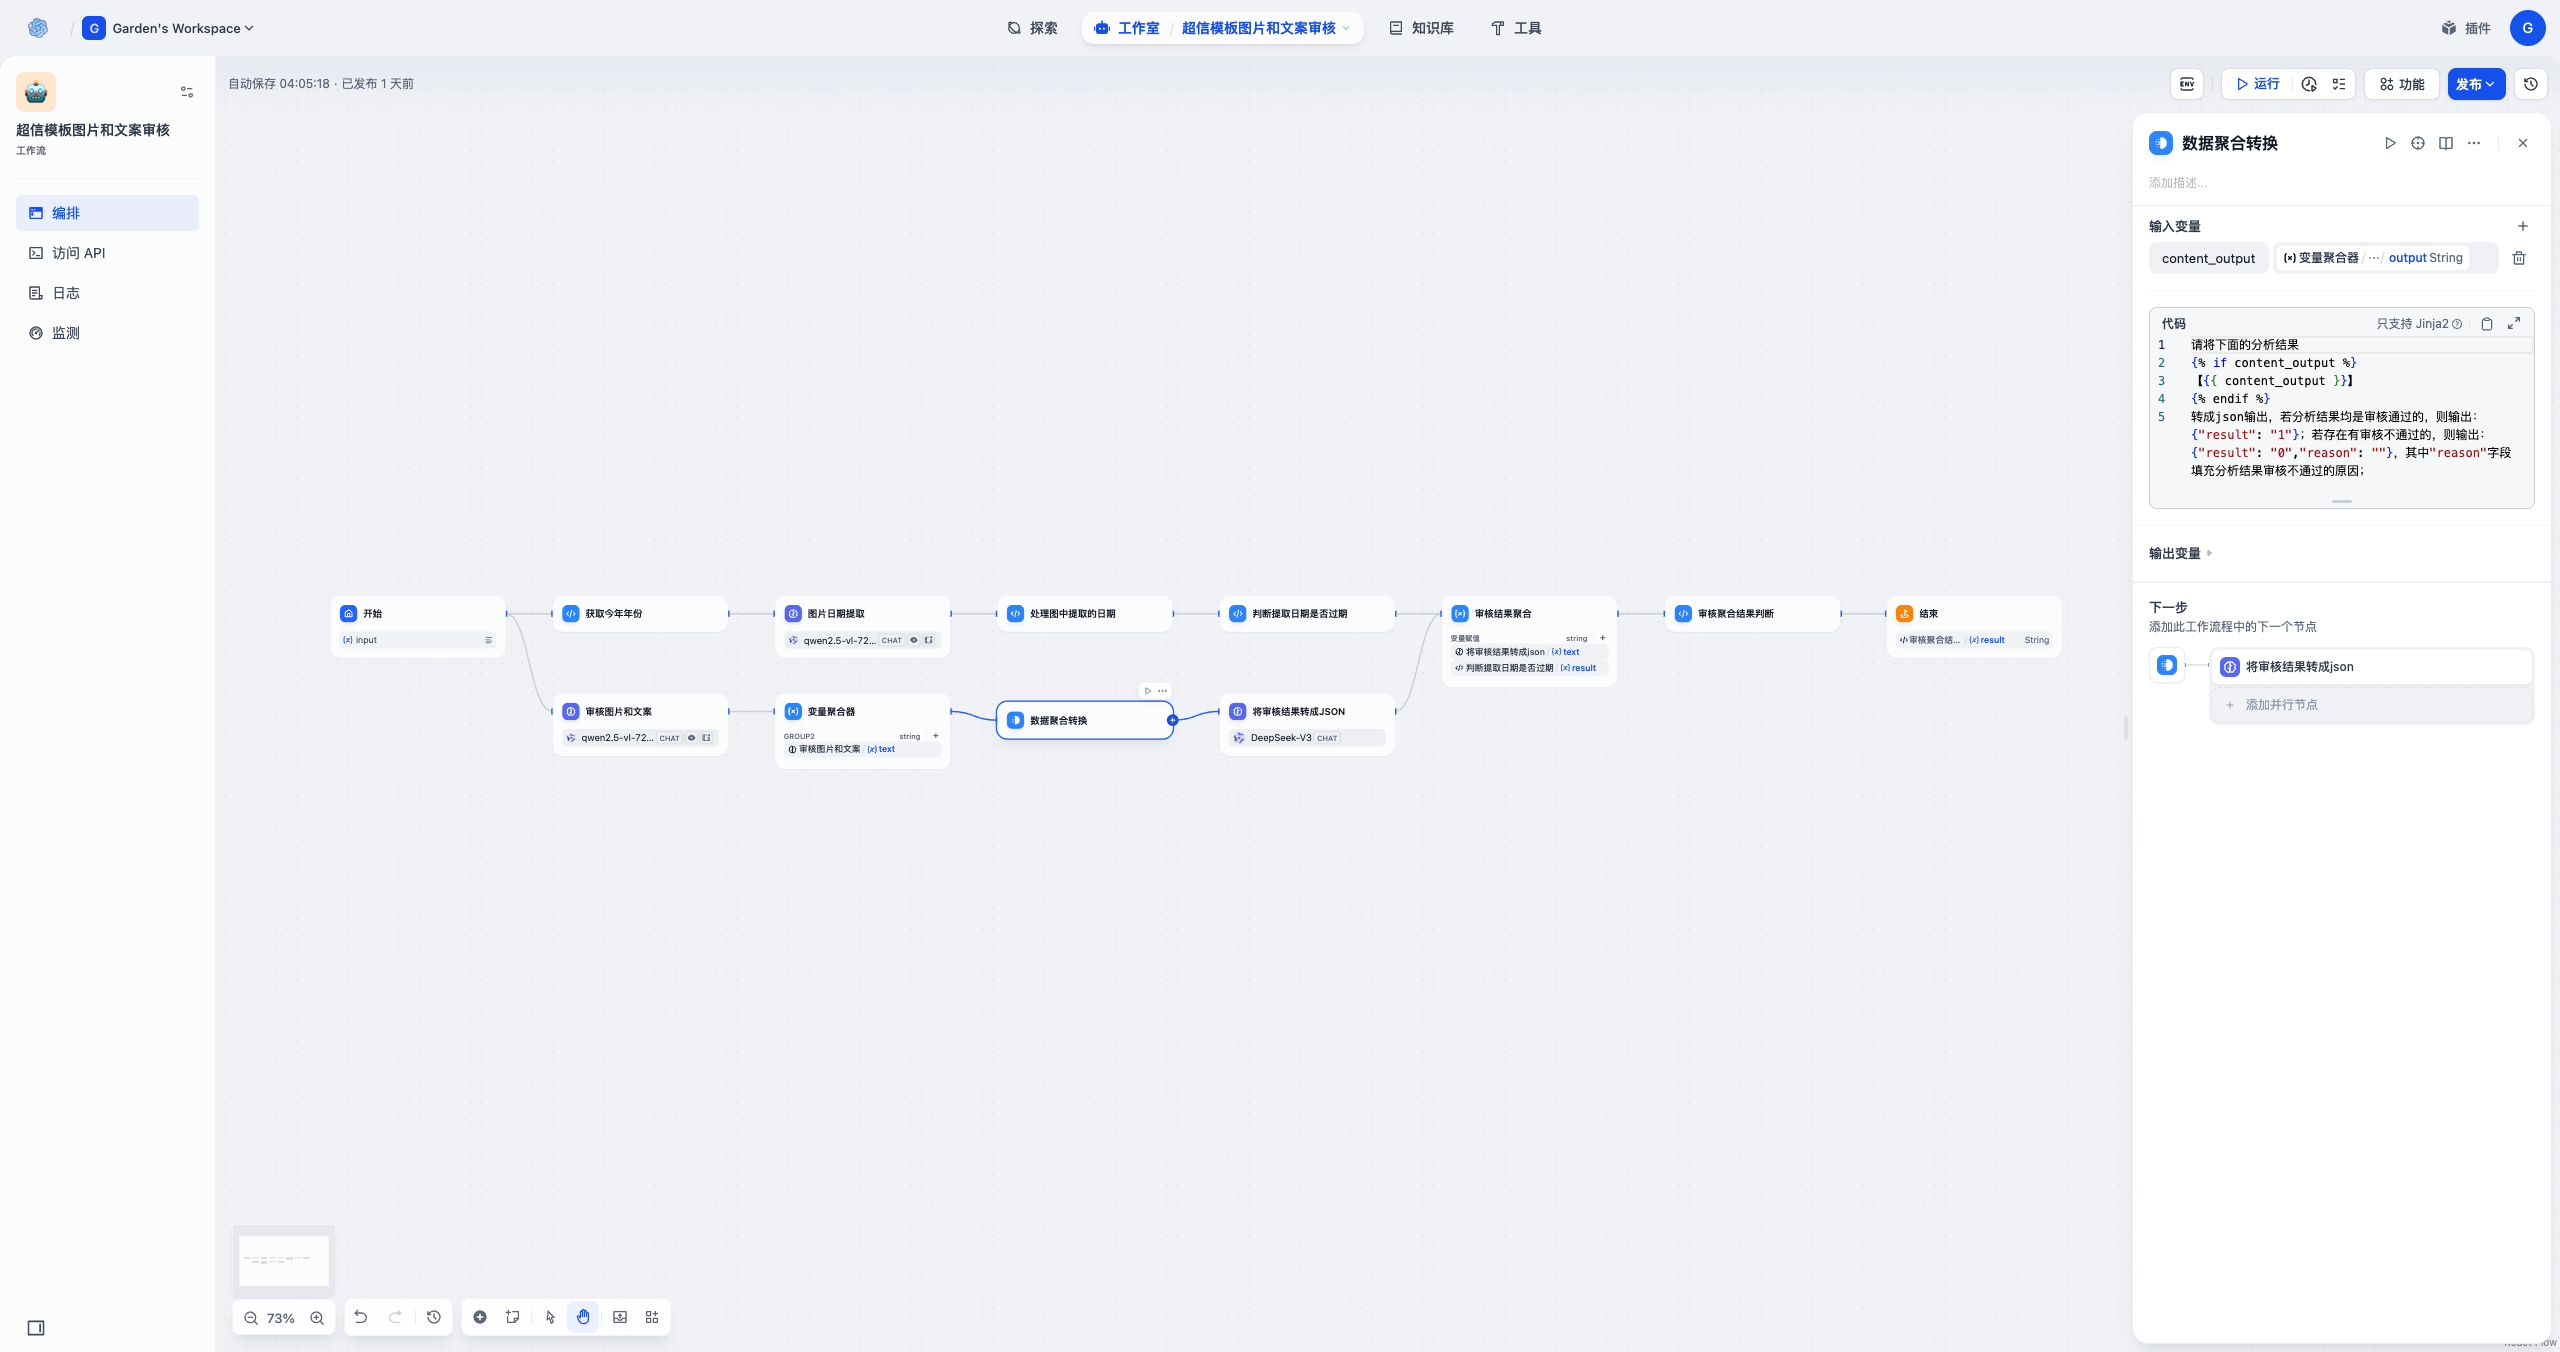 G Garden's Workspace
探索
工作室 / 超信模板图片和文案审核
知识库
工具
插件
G
超信模板图片和文案审核
工作流
编排
访问 API
日志
监测
自动保存 04:05:18 · 已发布 1 天前
ENV
运行
功能
发布
开始
{x} input
获取今年年份
图片日期提取
qwen2.5-vl-72... CHAT
处理图中提取的日期
判断提取日期是否过期
审核结果聚合
变量赋值 string +
将审核结果转成json / {x} text
判断提取日期是否过期 / {x} result
审核聚合结果判断
结束
审核聚合结... / {x} result String
审核图片和文案
qwen2.5-vl-72... CHAT
变量聚合器
GROUP2 string +
审核图片和文案 / {x} text
数据聚合转换
将审核结果转成JSON
DeepSeek-V3 CHAT
73%
数据聚合转换
添加描述...
输入变量
content_output
变量聚合器 / ··· / output String
代码
只支持 Jinja2
1 请将下面的分析结果
2 {% if content_output %}
3 【{{ content_output }}】
4 {% endif %}
5 转成json输出，若分析结果均是审核通过的，则输出：
{"result": "1"}；若存在有审核不通过的，则输出：
{"result": "0","reason": ""}，其中"reason"字段
填充分析结果审核不通过的原因；
输出变量
下一步
添加此工作流程中的下一个节点
将审核结果转成json
+ 添加并行节点